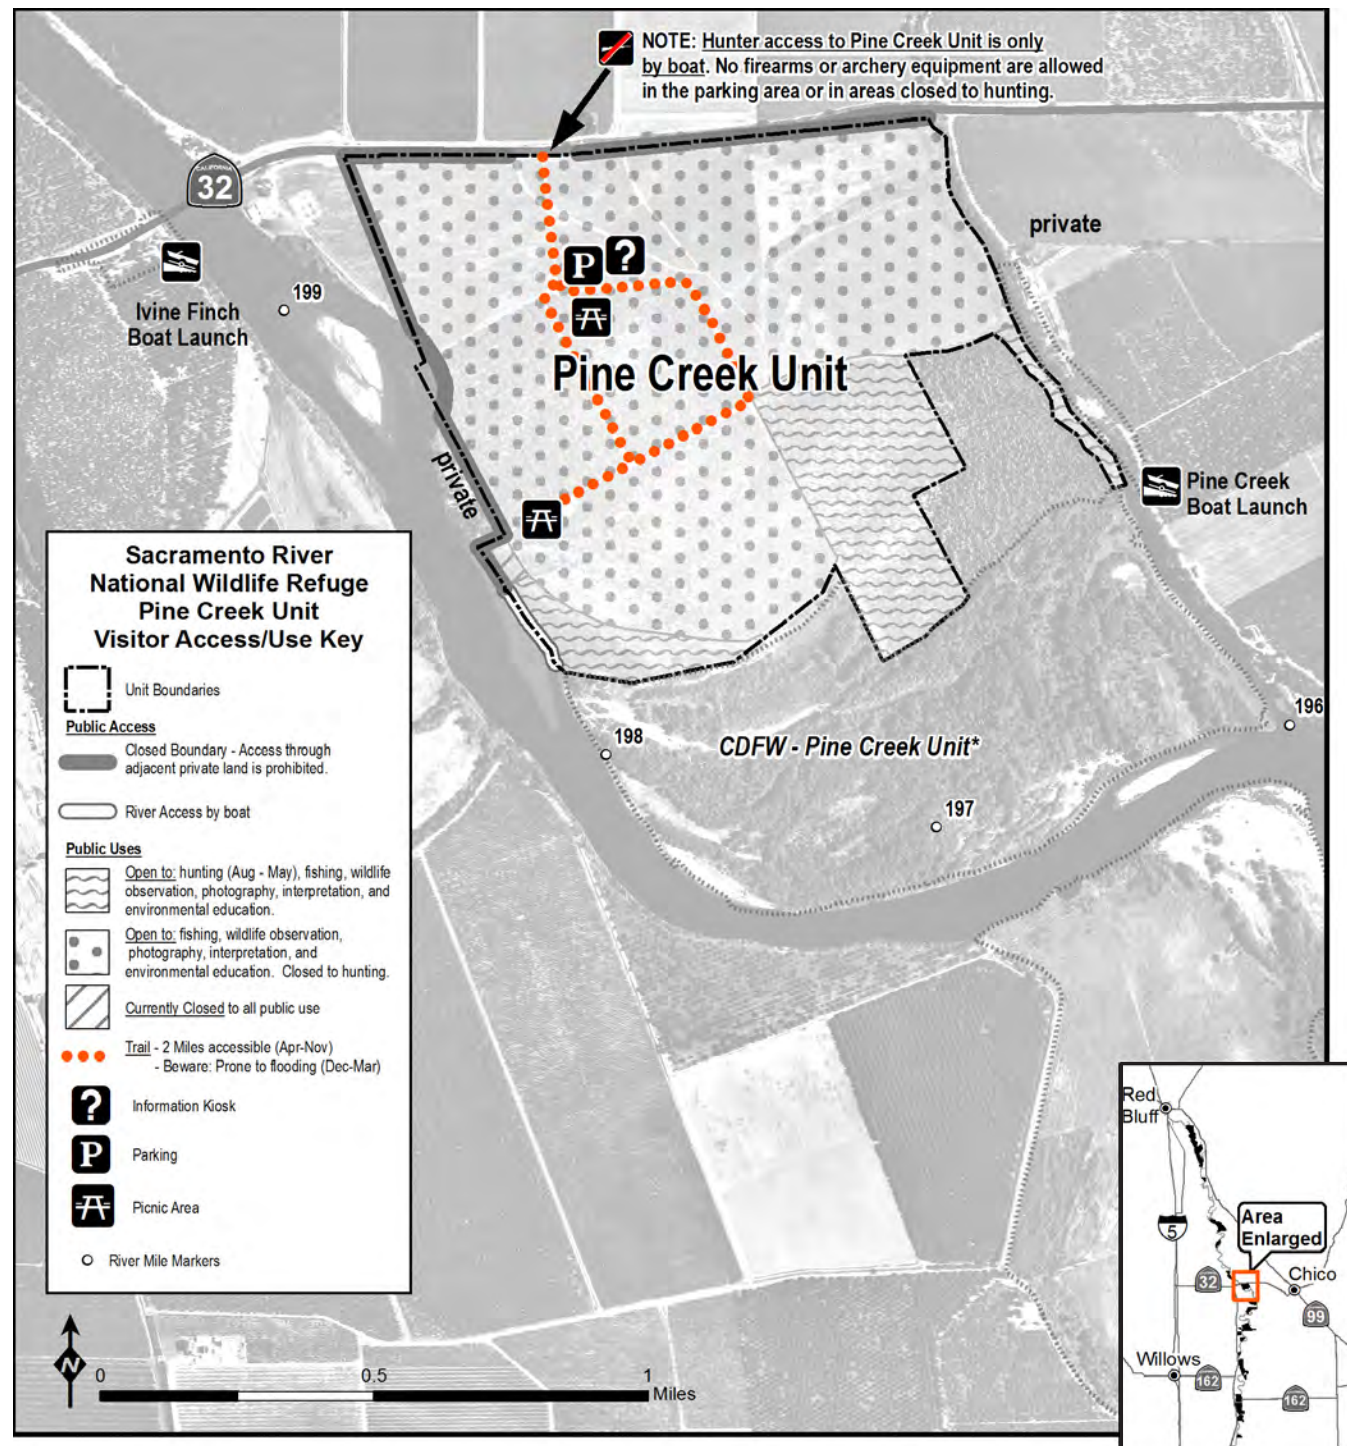 NOTE: Hunter access to Pine Creek Unit is only
by boat. No firearms or archery equipment are allowed
in the parking area or in areas closed to hunting.
CALIFORNIA
32
private
199
Ivine Finch
Boat Launch
P
?
Pine Creek Unit
private
Pine Creek
Boat Launch
196
198
CDFW - Pine Creek Unit*
197
Sacramento River
National Wildlife Refuge
Pine Creek Unit
Visitor Access/Use Key
Unit Boundaries
Public Access
Closed Boundary - Access through
adjacent private land is prohibited.
River Access by boat
Public Uses
Open to: hunting (Aug - May), fishing, wildlife
observation, photography, interpretation, and
environmental education.
Open to: fishing, wildlife observation,
photography, interpretation, and
environmental education. Closed to hunting.
Currently Closed to all public use
Trail - 2 Miles accessible (Apr-Nov)
- Beware: Prone to flooding (Dec-Mar)
?
Information Kiosk
P
Parking
Picnic Area
River Mile Markers
N
0 0.5 1
Miles
Red
Bluff
5
Area
Enlarged
32
Chico
99
Willows
162
162